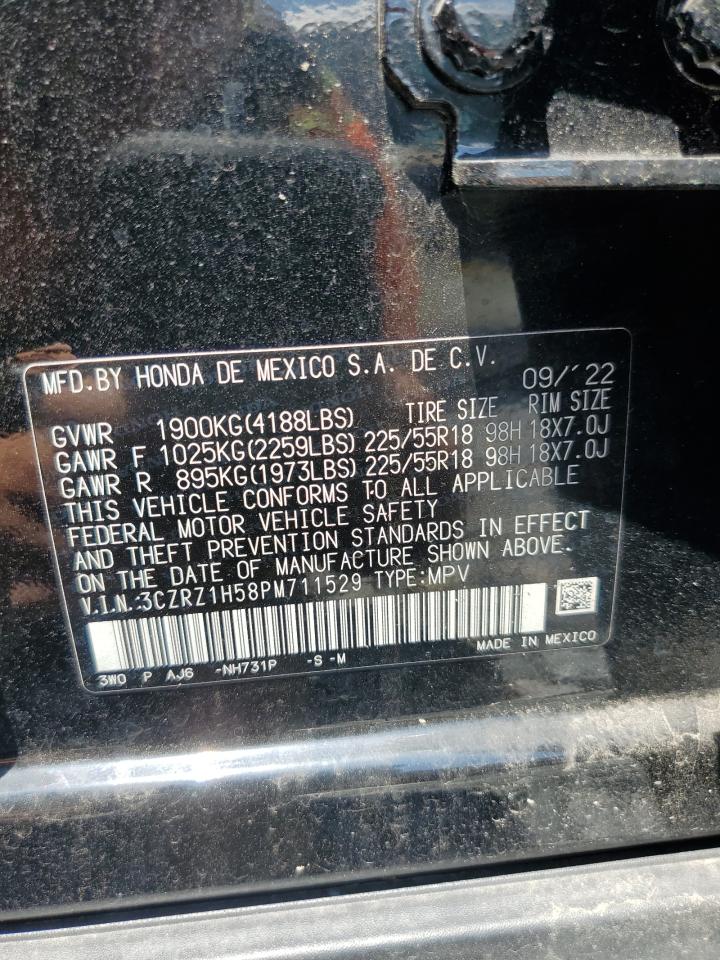 MFD.BY HONDA DE MEXICO S.A. DE C.V. 09/'22
GVWR 1900KG(4188LBS) TIRE SIZE RIM SIZE
GAWR F 1025KG(2259LBS) 225/55R18 98H 18X7.0J
GAWR R 895KG(1973LBS) 225/55R18 98H 18X7.0J
THIS VEHICLE CONFORMS TO ALL APPLICABLE
FEDERAL MOTOR VEHICLE SAFETY
AND THEFT PREVENTION STANDARDS IN EFFECT
ON THE DATE OF MANUFACTURE SHOWN ABOVE.
V.I.N.:3CZRZ1H58PM711529 TYPE:MPV
MADE IN MEXICO
3W0 P AJ6 -NH731P -S -M